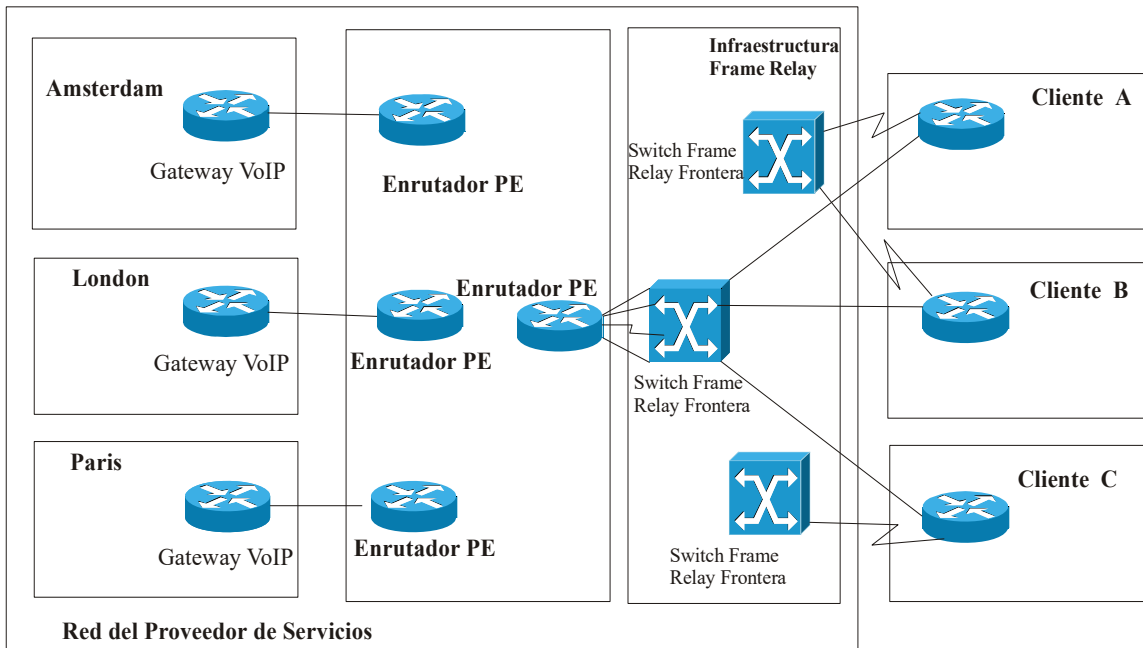 Infraestructura
Frame Relay
Amsterdam
Gateway VoIP
Enrutador PE
Switch Frame
Relay Frontera
Cliente A
London
Gateway VoIP
Enrutador PE
Enrutador PE
Switch Frame
Relay Frontera
Cliente B
Paris
Gateway VoIP
Enrutador PE
Switch Frame
Relay Frontera
Cliente C
Red del Proveedor de Servicios